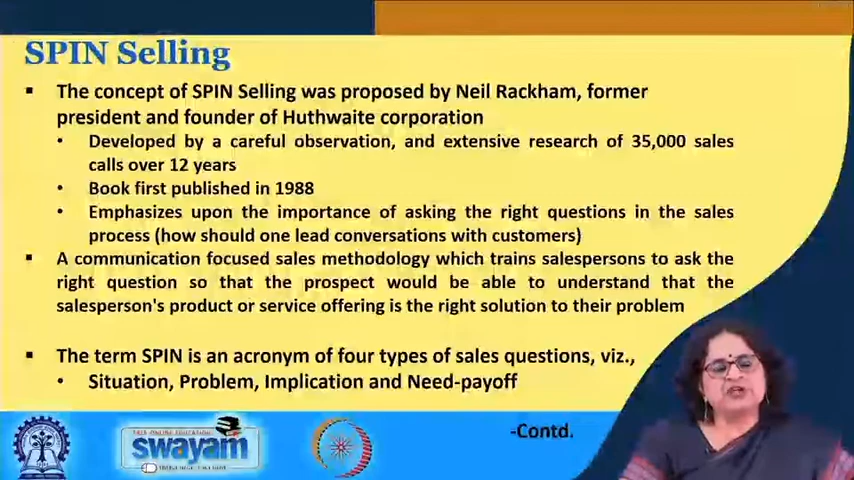 SPIN Selling
▪ The concept of SPIN Selling was proposed by Neil Rackham, former
president and founder of Huthwaite corporation
• Developed by a careful observation, and extensive research of 35,000 sales
calls over 12 years
• Book first published in 1988
• Emphasizes upon the importance of asking the right questions in the sales
process (how should one lead conversations with customers)
▪ A communication focused sales methodology which trains salespersons to ask the
right question so that the prospect would be able to understand that the
salesperson's product or service offering is the right solution to their problem
▪ The term SPIN is an acronym of four types of sales questions, viz.,
• Situation, Problem, Implication and Need-payoff
-Contd.
FREE ONLINE EDUCATION
swayam